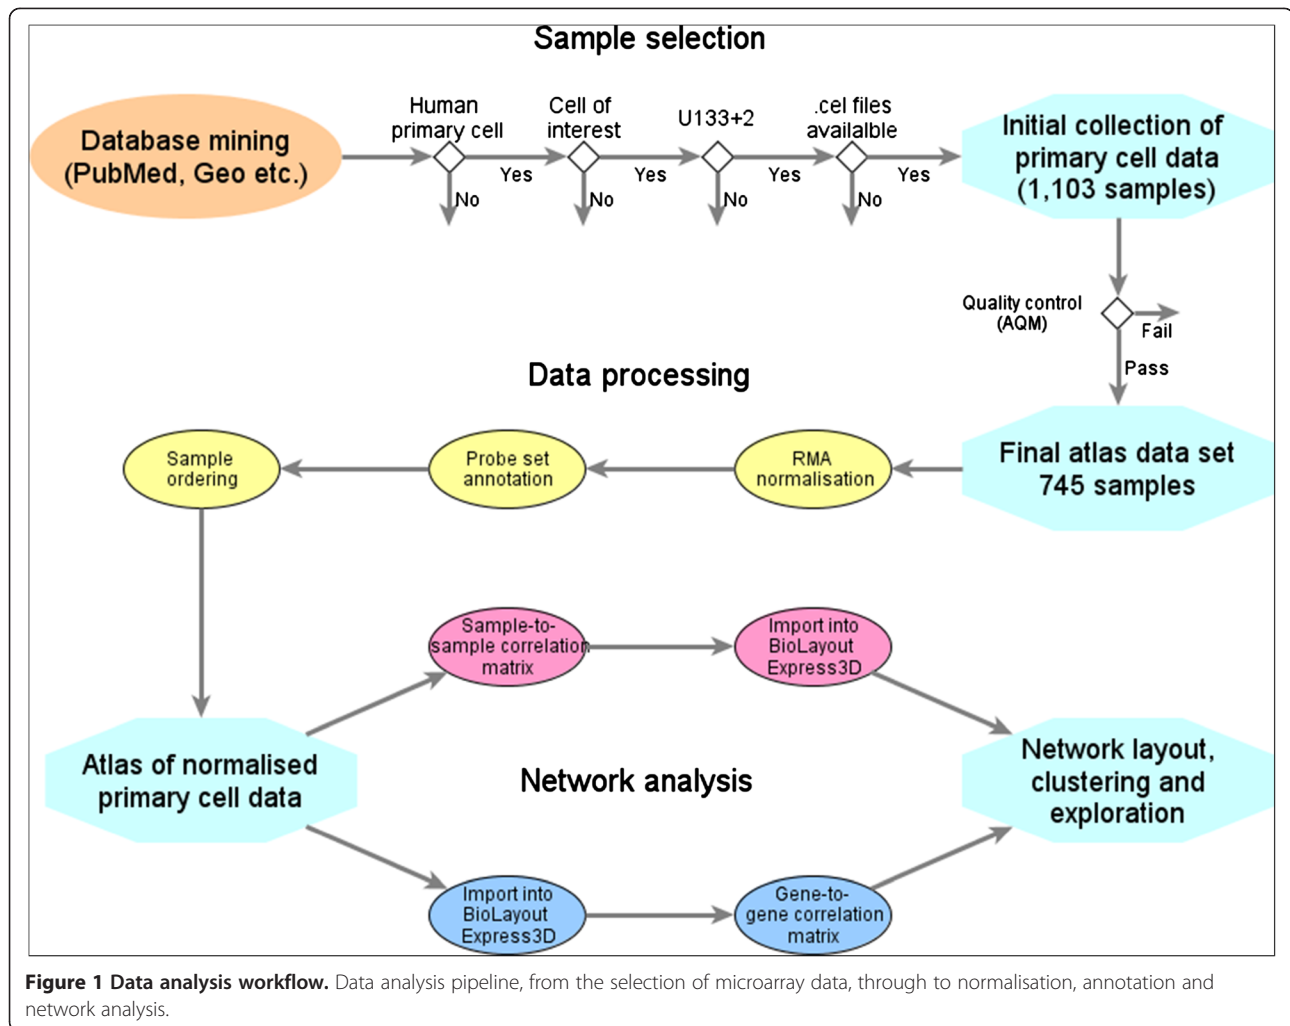 Sample selection
Database mining
(PubMed, Geo etc.)
Human
primary cell
Cell of
interest
U133+2
.cel files
availalble
Yes
Yes
Yes
Yes
No
No
No
No
Initial collection of
primary cell data
(1,103 samples)
Quality control
(AQM)
Fail
Pass
Data processing
Final atlas data set
745 samples
RMA
normalisation
Probe set
annotation
Sample
ordering
Atlas of normalised
primary cell data
Sample-to-
sample correlation
matrix
Import into
BioLayout
Express3D
Network analysis
Import into
BioLayout
Express3D
Gene-to-
gene correlation
matrix
Network layout,
clustering and
exploration
Figure 1 Data analysis workflow. Data analysis pipeline, from the selection of microarray data, through to normalisation, annotation and
network analysis.